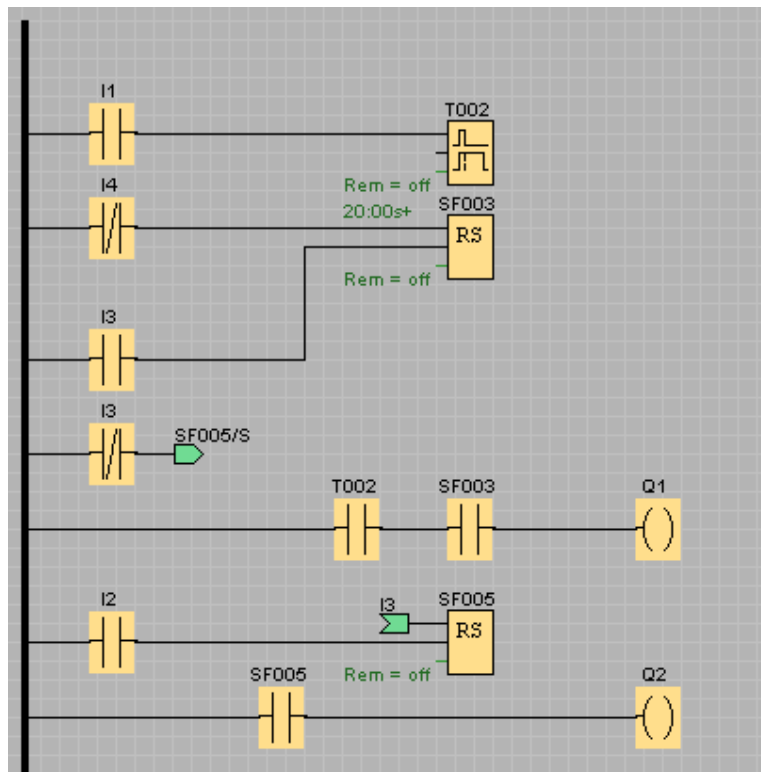 I1
T002
Rem = off
20:00s+
I4
SF003
RS
Rem = off
I3
I3
SF005/S
T002
SF003
Q1
I2
I3
SF005
RS
Rem = off
SF005
Q2